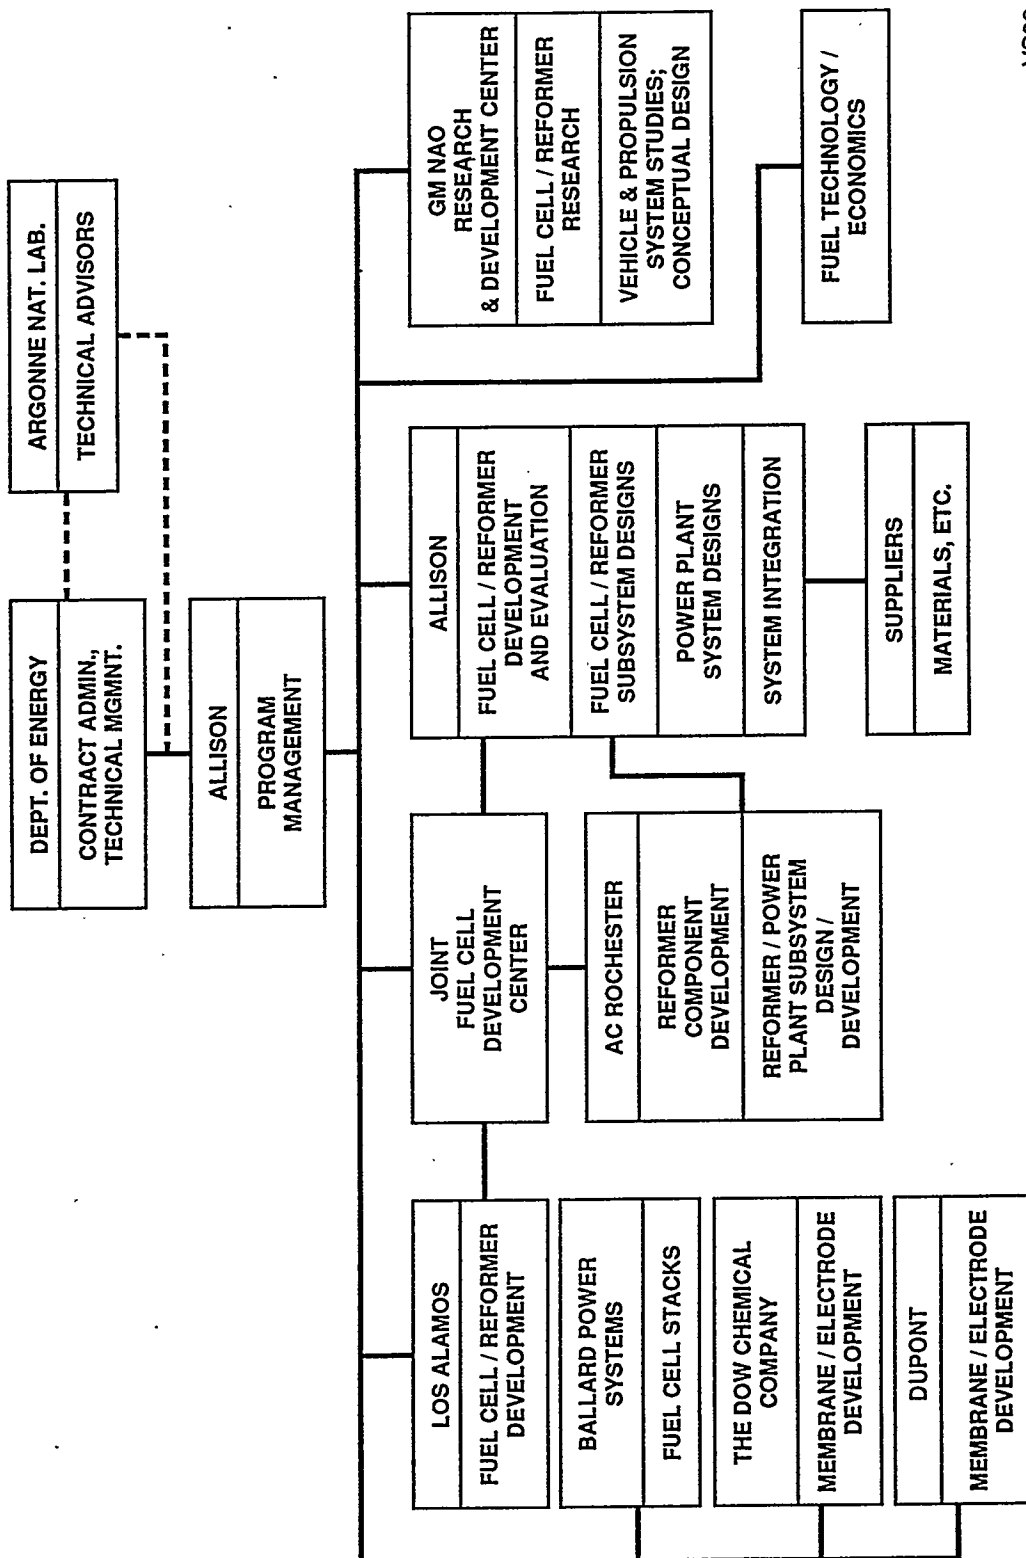 DEPT. OF ENERGY
CONTRACT ADMIN.,
TECHNICAL MGMNT.
ARGONNE NAT. LAB.
TECHNICAL ADVISORS
ALLISON
PROGRAM
MANAGEMENT
LOS ALAMOS
FUEL CELL / REFORMER
DEVELOPMENT
BALLARD POWER
SYSTEMS
FUEL CELL STACKS
THE DOW CHEMICAL
COMPANY
MEMBRANE / ELECTRODE
DEVELOPMENT
DUPONT
MEMBRANE / ELECTRODE
DEVELOPMENT
JOINT
FUEL CELL
DEVELOPMENT
CENTER
AC ROCHESTER
REFORMER
COMPONENT
DEVELOPMENT
REFORMER / POWER
PLANT SUBSYSTEM
DESIGN /
DEVELOPMENT
ALLISON
FUEL CELL / REFORMER
DEVELOPMENT
AND EVALUATION
FUEL CELL / REFORMER
SUBSYSTEM DESIGNS
POWER PLANT
SYSTEM DESIGNS
SYSTEM INTEGRATION
SUPPLIERS
MATERIALS, ETC.
GM NAO
RESEARCH
& DEVELOPMENT CENTER
FUEL CELL / REFORMER
RESEARCH
VEHICLE & PROPULSION
SYSTEM STUDIES;
CONCEPTUAL DESIGN
FUEL TECHNOLOGY /
ECONOMICS